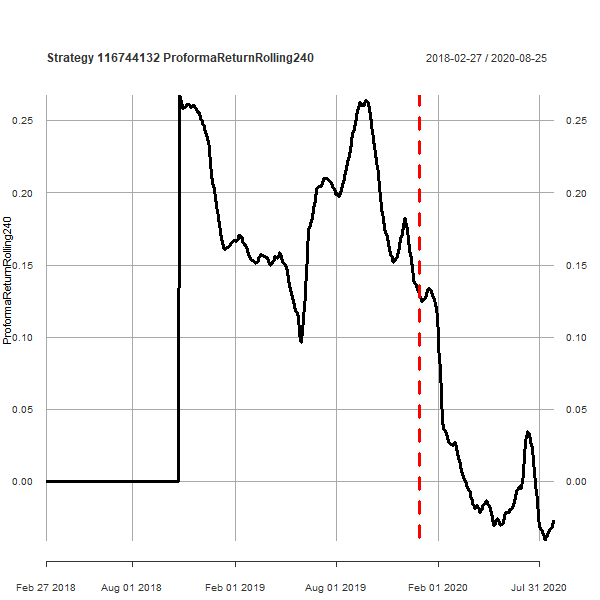 Strategy 116744132 ProformaReturnRolling240
2018-02-27 / 2020-08-25
ProformaReturnRolling240
0.25
0.20
0.15
0.10
0.05
0.00
0.25
0.20
0.15
0.10
0.05
0.00
Feb 27 2018
Aug 01 2018
Feb 01 2019
Aug 01 2019
Feb 01 2020
Jul 31 2020